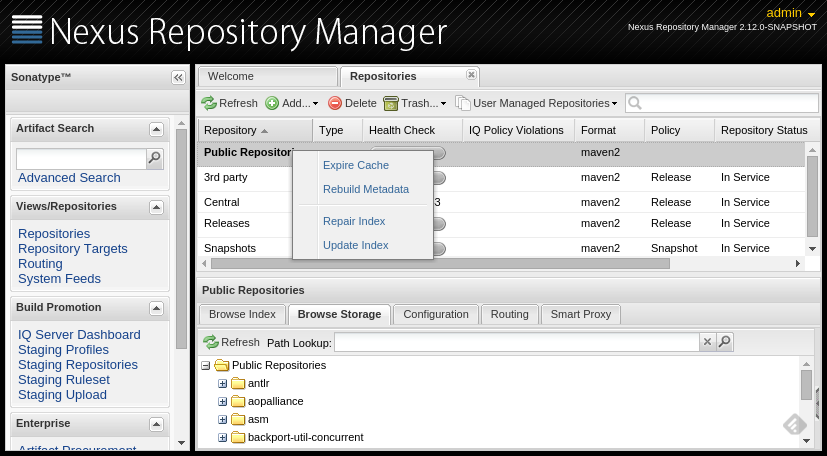 Nexus Repository Manager
admin
Nexus Repository Manager 2.12.0-SNAPSHOT
Sonatype™
Artifact Search
Advanced Search
Views/Repositories
Repositories
Repository Targets
Routing
System Feeds
Build Promotion
IQ Server Dashboard
Staging Profiles
Staging Repositories
Staging Ruleset
Staging Upload
Enterprise
Artifact Procurement
Welcome Repositories
Refresh Add... Delete Trash... User Managed Repositories
Repository Type Health Check IQ Policy Violations Format Policy Repository Status
Public Repositori maven2
3rd party maven2 Release In Service
Central 3 maven2 Release In Service
Releases maven2 Release In Service
Snapshots maven2 Snapshot In Service
Expire Cache
Rebuild Metadata
Repair Index
Update Index
Public Repositories
Browse Index Browse Storage Configuration Routing Smart Proxy
Refresh Path Lookup:
Public Repositories
antlr
aopalliance
asm
backport-util-concurrent